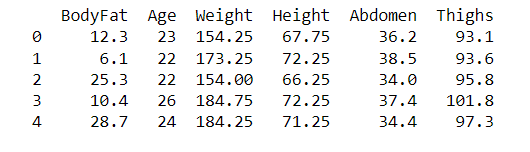 BodyFat Age Weight Height Abdomen Thighs
0 12.3 23 154.25 67.75 36.2 93.1
1 6.1 22 173.25 72.25 38.5 93.6
2 25.3 22 154.00 66.25 34.0 95.8
3 10.4 26 184.75 72.25 37.4 101.8
4 28.7 24 184.25 71.25 34.4 97.3